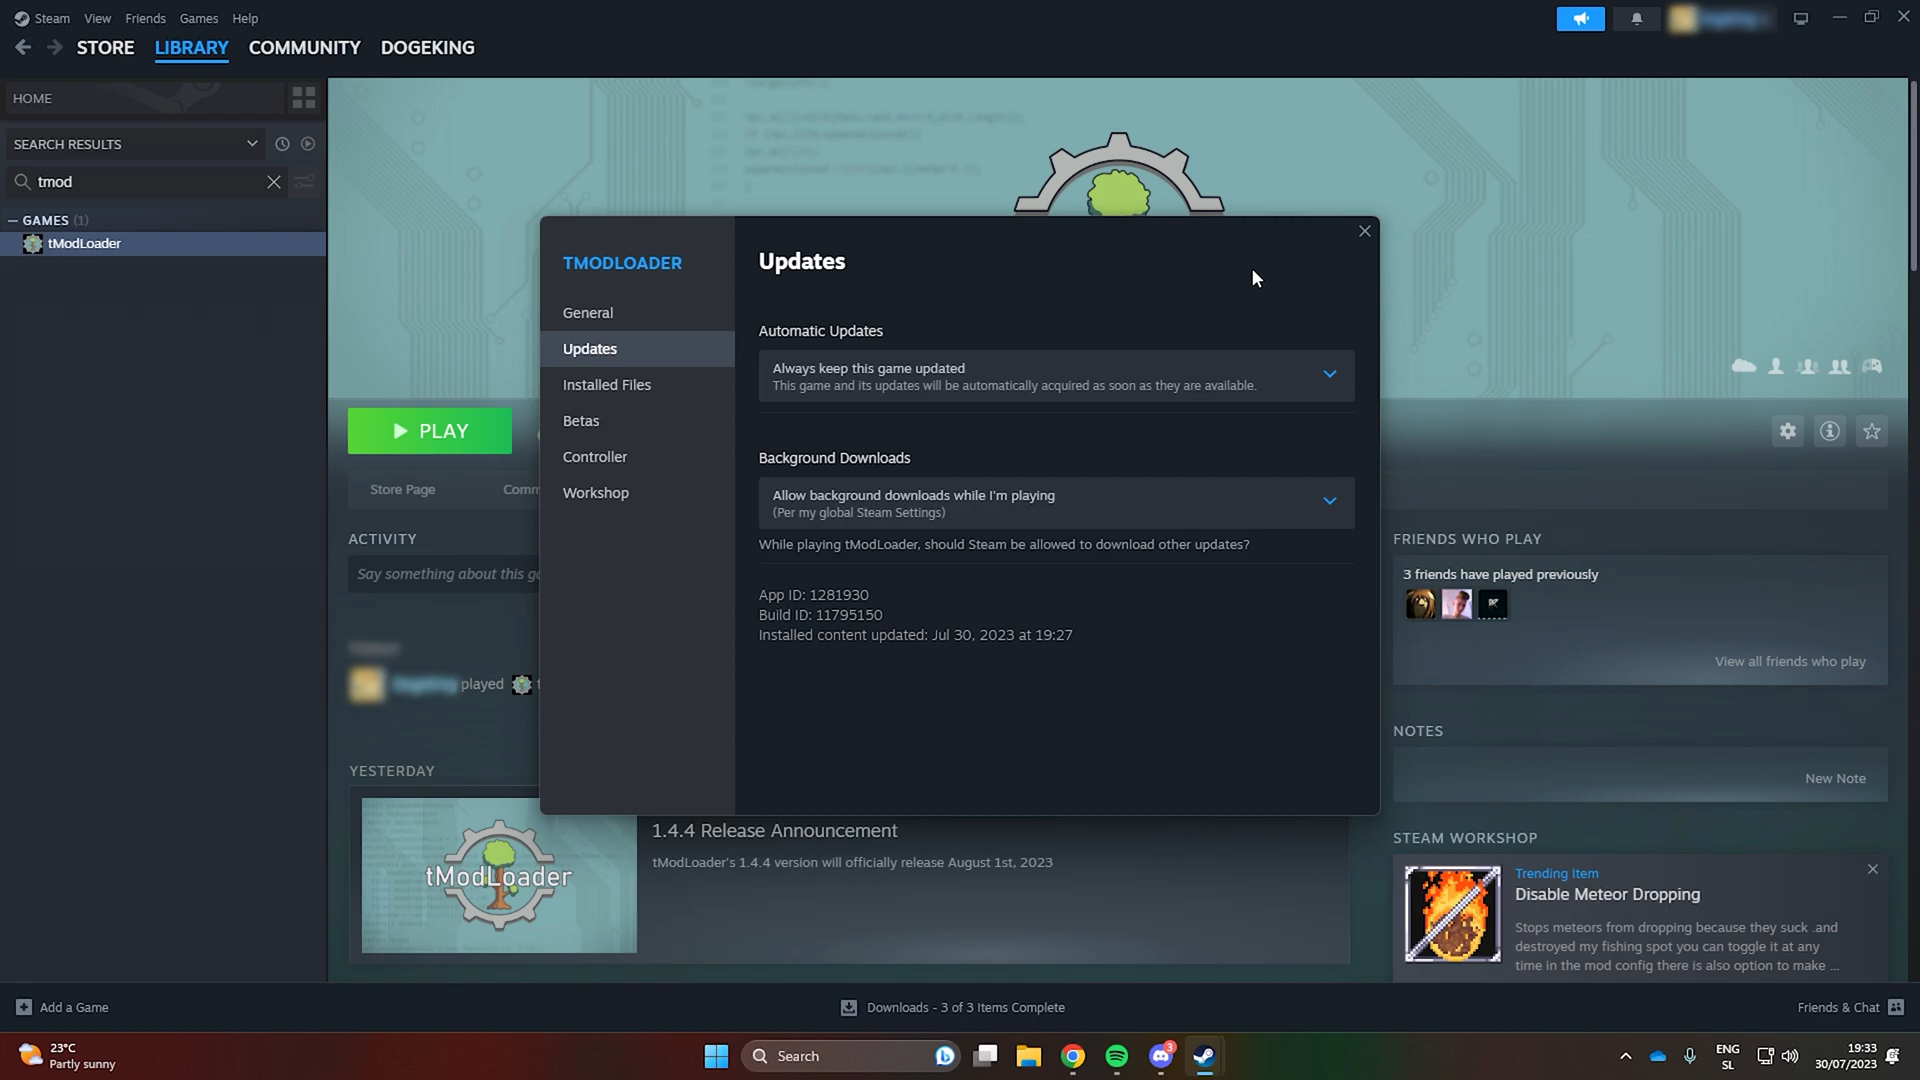 Steam View Friends Games Help
STORE LIBRARY COMMUNITY DOGEKING
HOME
SEARCH RESULTS
tmod
GAMES (1)
tModLoader
TMODLOADER
General
Updates
Installed Files
Betas
Controller
Workshop
Updates
Automatic Updates
Always keep this game updated
This game and its updates will be automatically acquired as soon as they are available.
Background Downloads
Allow background downloads while I'm playing
(Per my global Steam Settings)
While playing tModLoader, should Steam be allowed to download other updates?
App ID: 1281930
Build ID: 11795150
Installed content updated: Jul 30, 2023 at 19:27
PLAY
Store Page
Comm
ACTIVITY
Say something about this ga
played
YESTERDAY
tModLoader
1.4.4 Release Announcement
tModLoader's 1.4.4 version will officially release August 1st, 2023
FRIENDS WHO PLAY
3 friends have played previously
View all friends who play
NOTES
New Note
STEAM WORKSHOP
Trending Item
Disable Meteor Dropping
Stops meteors from dropping because they suck .and
destroyed my fishing spot you can toggle it at any
time in the mod config there is also option to make ...
Add a Game
Downloads - 3 of 3 Items Complete
Friends & Chat
23°C
Partly sunny
Search
3
ENG
SL
19:33
30/07/2023